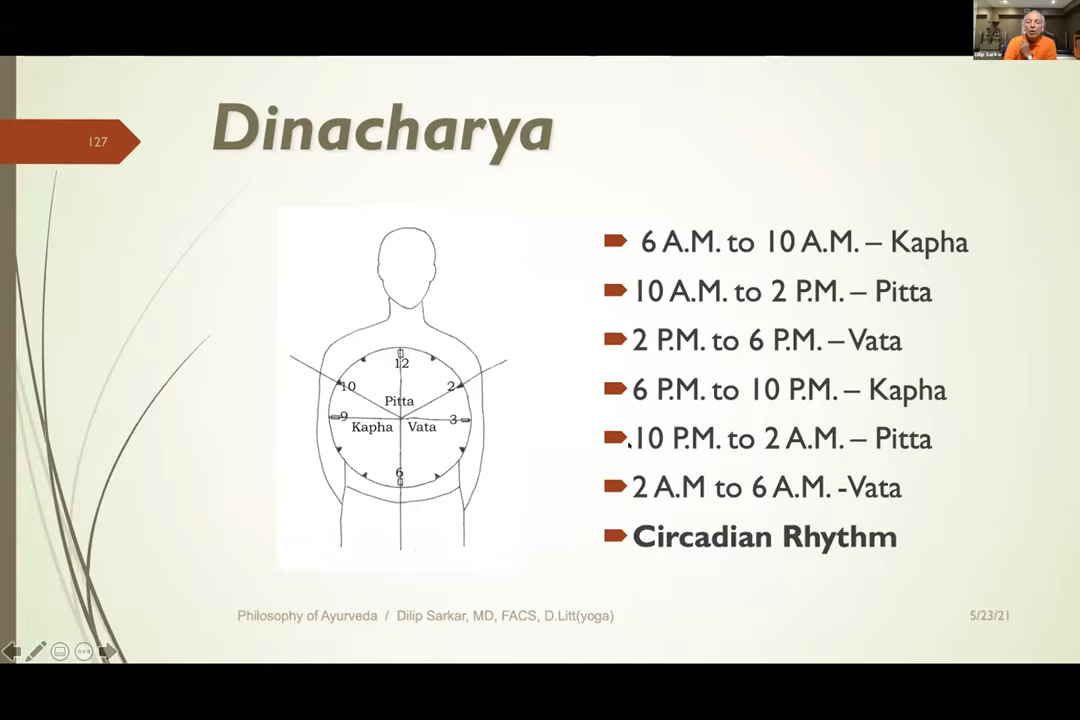 Dilip Sarkar
Dinacharya
127
12
10
2
Pitta
9
3
Kapha
Vata
6
6 A.M. to 10 A.M. – Kapha
10 A.M. to 2 P.M. – Pitta
2 P.M. to 6 P.M. – Vata
6 P.M. to 10 P.M. – Kapha
10 P.M. to 2 A.M. – Pitta
2 A.M to 6 A.M. -Vata
Circadian Rhythm
Philosophy of Ayurveda / Dilip Sarkar, MD, FACS, D.Litt(yoga)
5/23/21